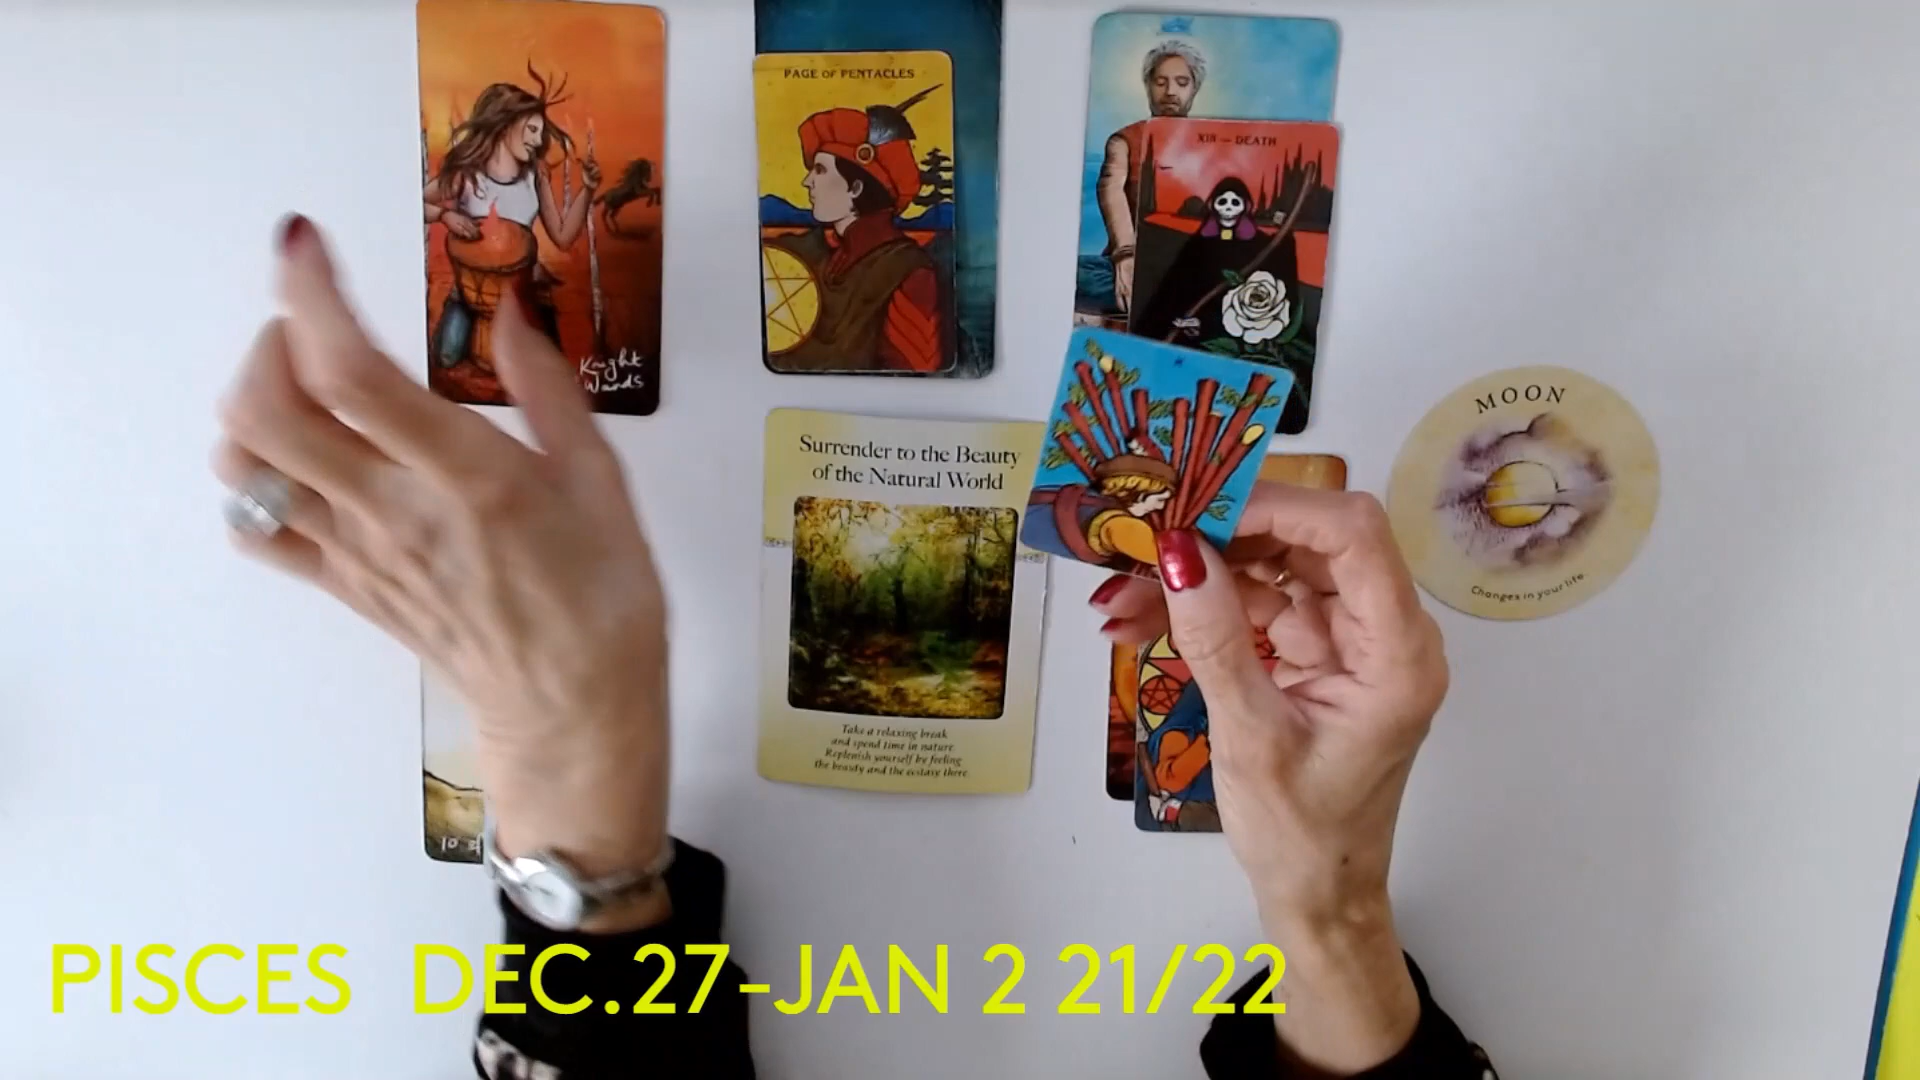 PAGE OF PENTACLES
XIII — DEATH
Knight
Wands
Surrender to the Beauty
of the Natural World
MOON
Changes in your life.
Take a relaxing break
and spend time in nature.
Replenish yourself by feeling
the beauty and the ecstasy there.
10 of
PISCES DEC.27-JAN 2 21/22